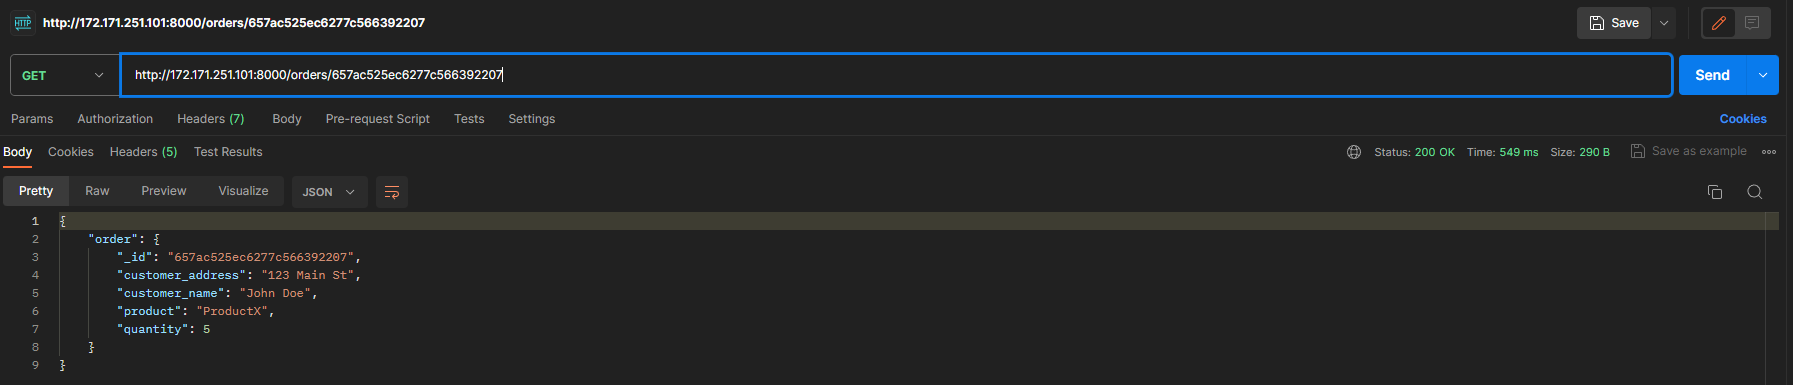 HTTP http://172.171.251.101:8000/orders/657ac525ec6277c566392207 Save
GET http://172.171.251.101:8000/orders/657ac525ec6277c566392207 Send
Params Authorization Headers (7) Body Pre-request Script Tests Settings Cookies
Body Cookies Headers (5) Test Results Status: 200 OK Time: 549 ms Size: 290 B Save as example
Pretty Raw Preview Visualize JSON
1 {
2 "order": {
3 "_id": "657ac525ec6277c566392207",
4 "customer_address": "123 Main St",
5 "customer_name": "John Doe",
6 "product": "ProductX",
7 "quantity": 5
8 }
9 }